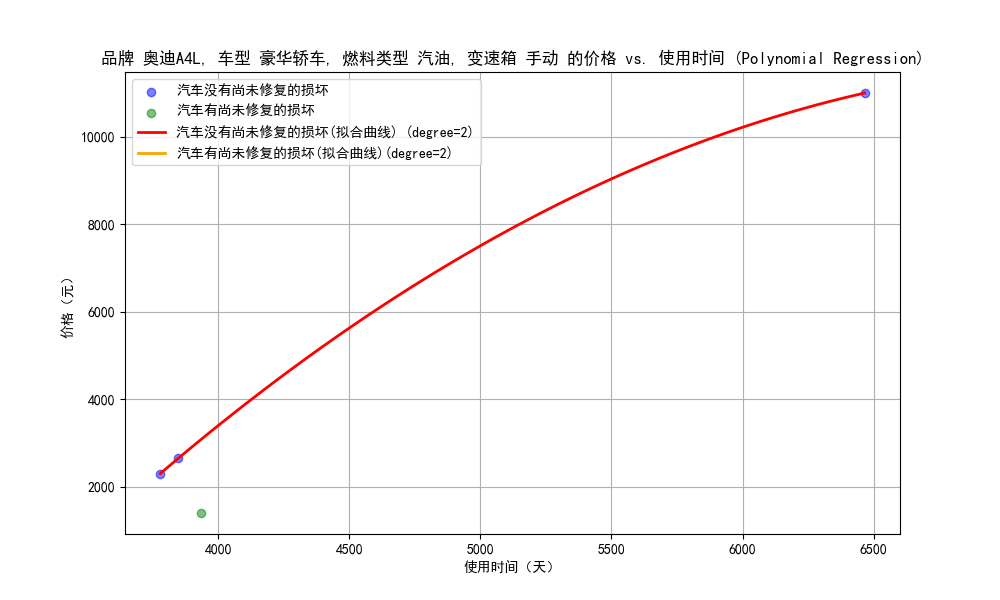 品牌 奥迪A4L, 车型 豪华轿车, 燃料类型 汽油, 变速箱 手动 的价格 vs. 使用时间 (Polynomial Regression)
汽车没有尚未修复的损坏
汽车有尚未修复的损坏
汽车没有尚未修复的损坏(拟合曲线) (degree=2)
汽车有尚未修复的损坏(拟合曲线)(degree=2)
价格（元）
10000
8000
6000
4000
2000
4000
4500
5000
5500
6000
6500
使用时间（天）